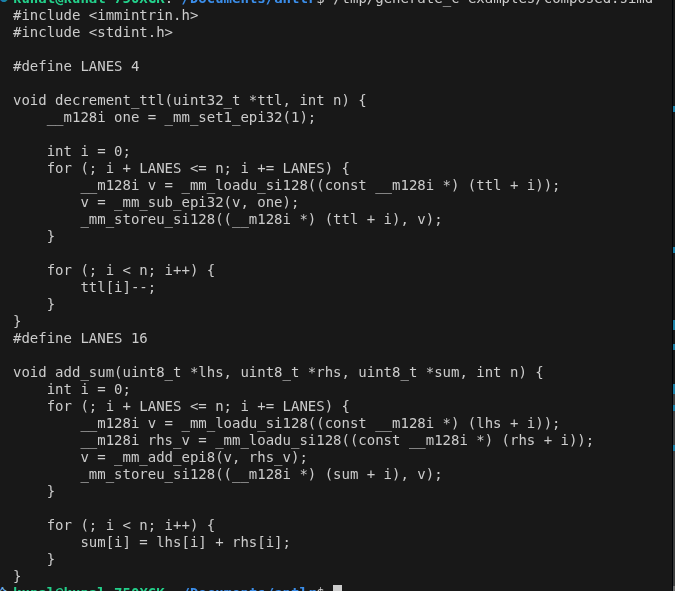 #include <immintrin.h>
#include <stdint.h>

#define LANES 4

void decrement_ttl(uint32_t *ttl, int n) {
    __m128i one = _mm_set1_epi32(1);

    int i = 0;
    for (; i + LANES <= n; i += LANES) {
        __m128i v = _mm_loadu_si128((const __m128i *) (ttl + i));
        v = _mm_sub_epi32(v, one);
        _mm_storeu_si128((__m128i *) (ttl + i), v);
    }

    for (; i < n; i++) {
        ttl[i]--;
    }
}
#define LANES 16

void add_sum(uint8_t *lhs, uint8_t *rhs, uint8_t *sum, int n) {
    int i = 0;
    for (; i + LANES <= n; i += LANES) {
        __m128i v = _mm_loadu_si128((const __m128i *) (lhs + i));
        __m128i rhs_v = _mm_loadu_si128((const __m128i *) (rhs + i));
        v = _mm_add_epi8(v, rhs_v);
        _mm_storeu_si128((__m128i *) (sum + i), v);
    }

    for (; i < n; i++) {
        sum[i] = lhs[i] + rhs[i];
    }
}